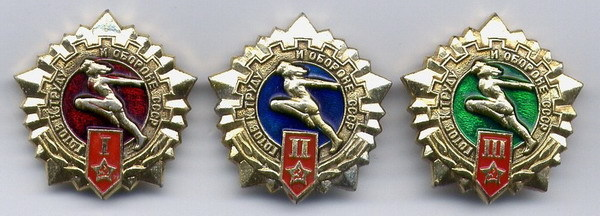 ГОТОВ К ТРУДУ И ОБОРОНЕ СССР
I
ГОТОВ К ТРУДУ И ОБОРОНЕ СССР
II
ГОТОВ К ТРУДУ И ОБОРОНЕ СССР
III